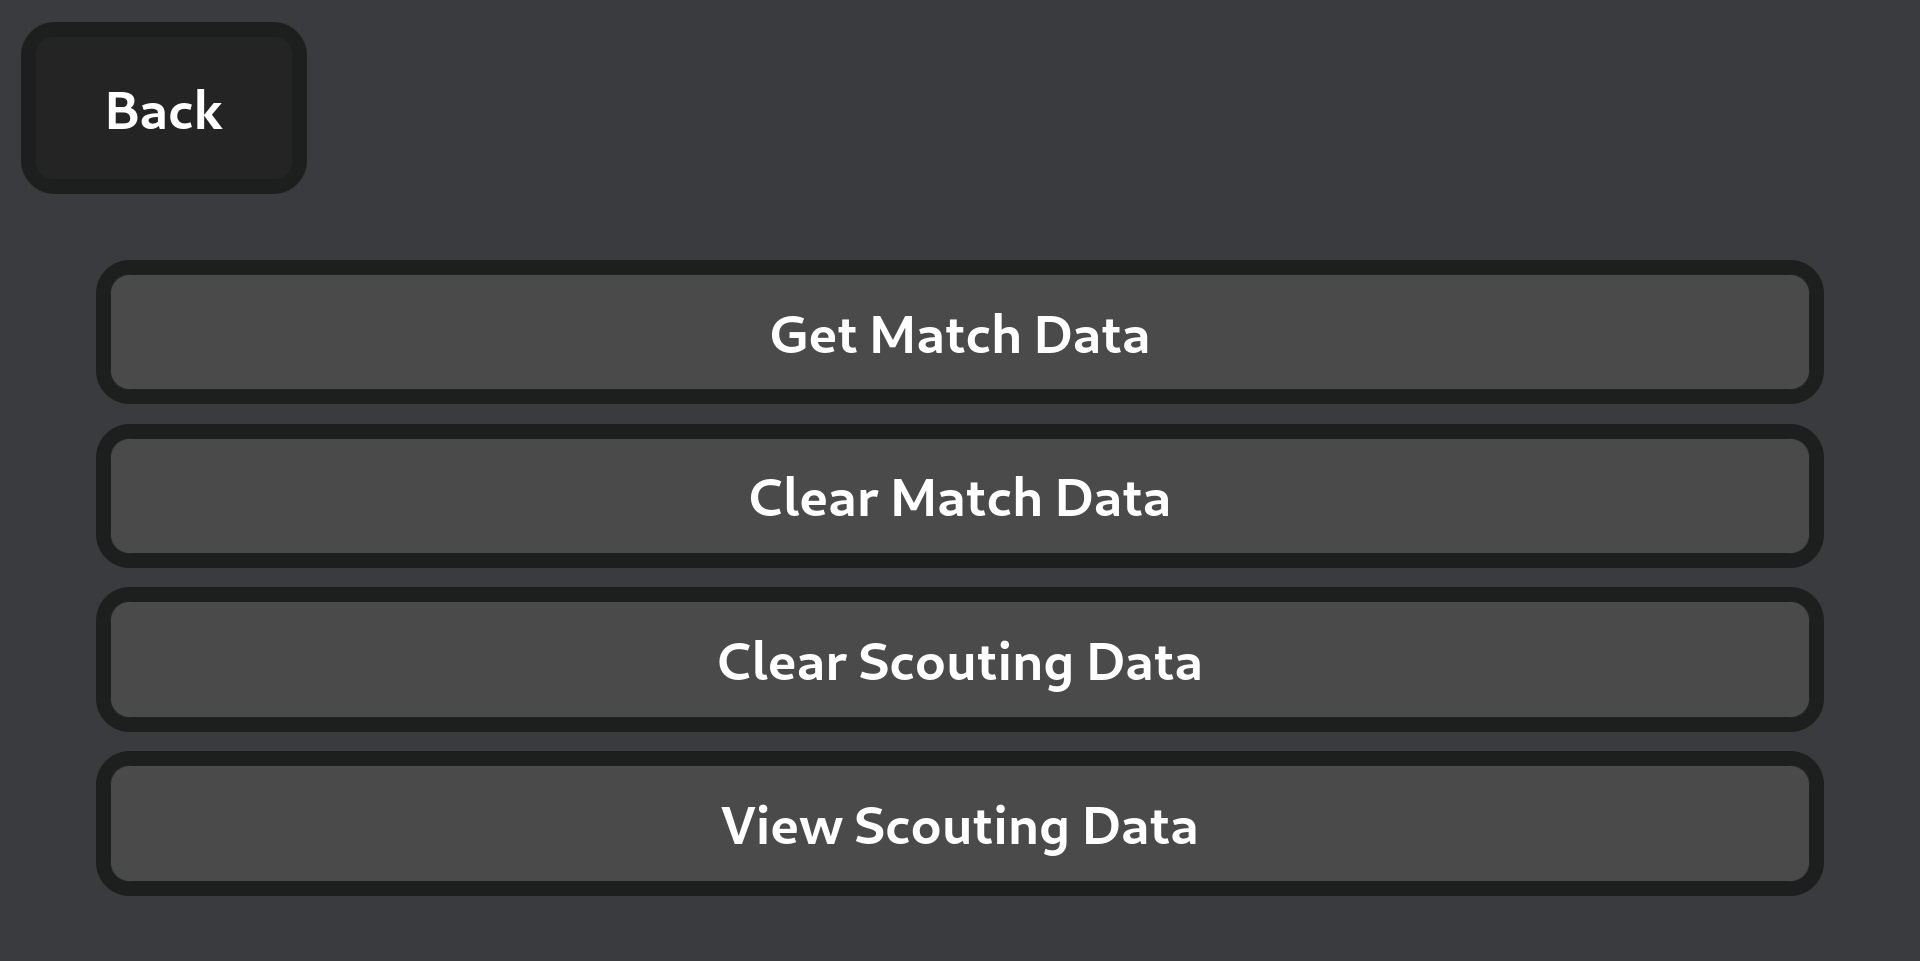 Back
Get Match Data
Clear Match Data
Clear Scouting Data
View Scouting Data